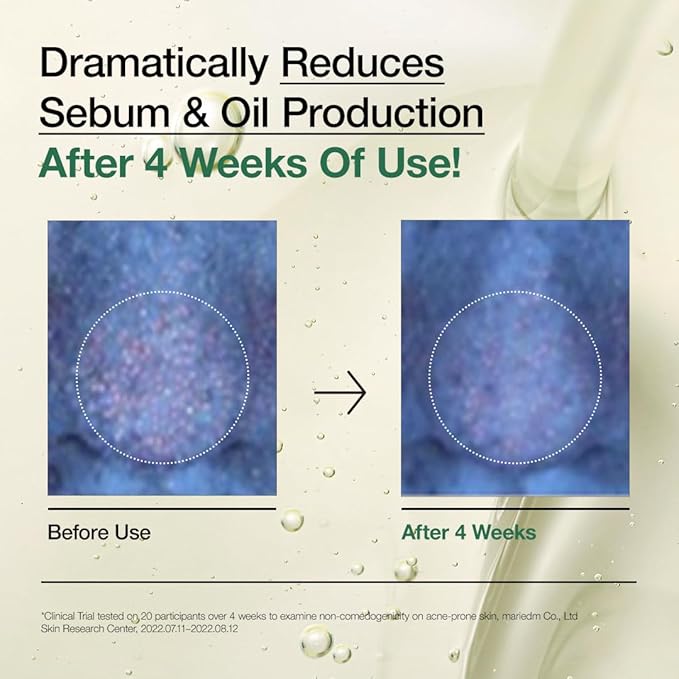 Dramatically Reduces
Sebum & Oil Production
After 4 Weeks Of Use!
Before Use
After 4 Weeks
*Clinical Trial tested on 20 participants over 4 weeks to examine non-comedogenicity on acne-prone skin, mariedm Co., Ltd
Skin Research Center, 2022.07.11–2022.08.12